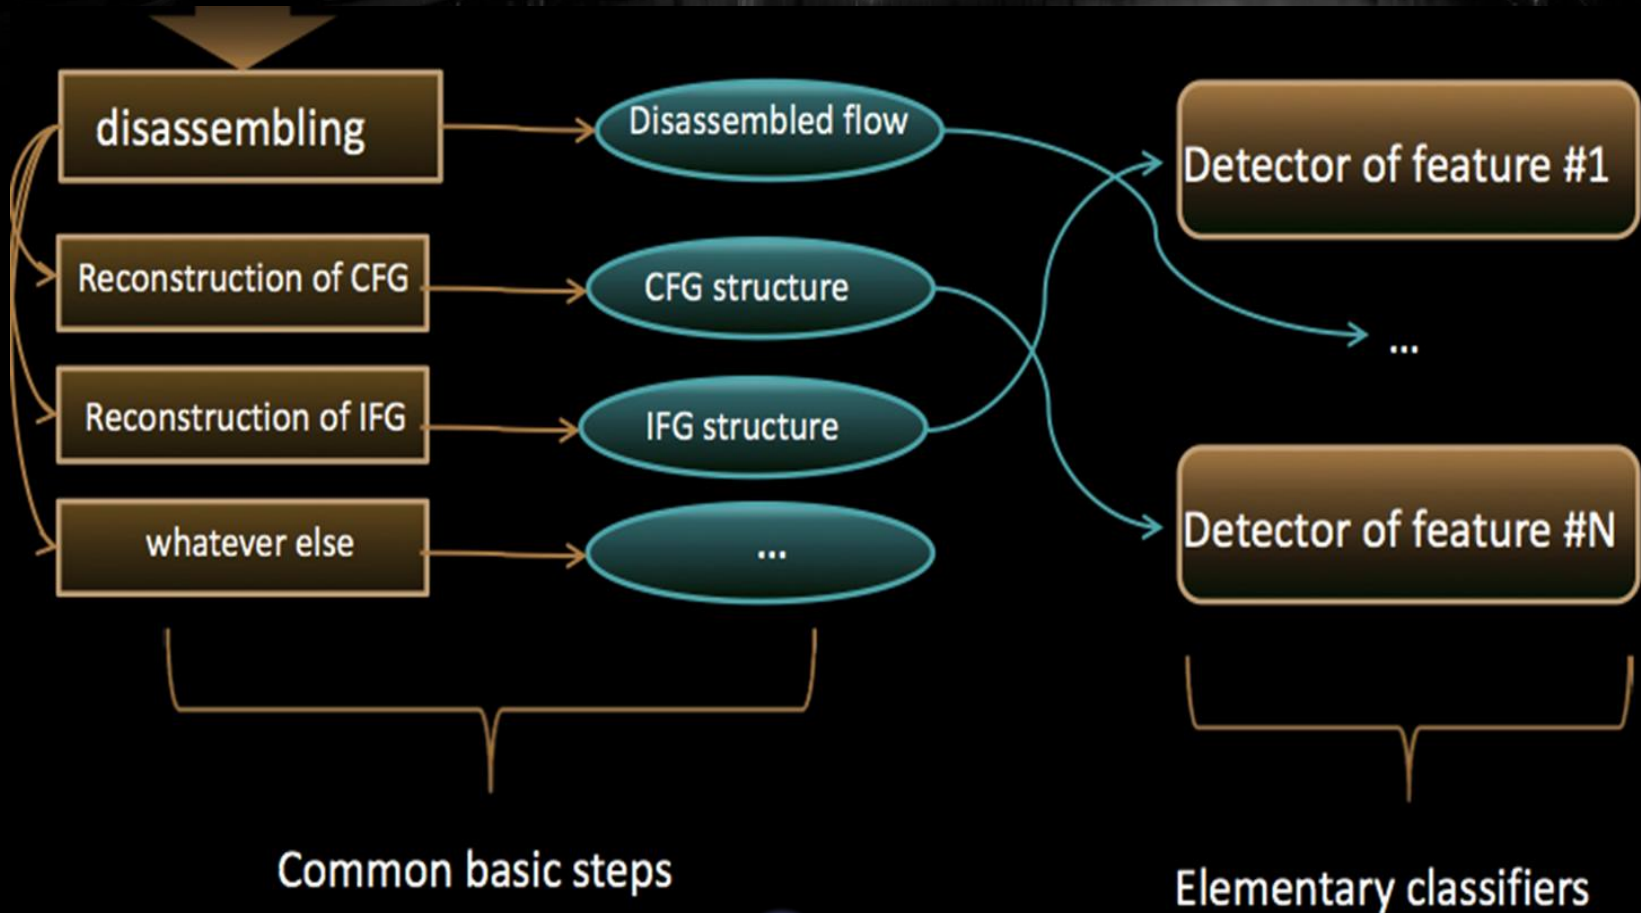 disassembling
Disassembled flow
Detector of feature #1
Reconstruction of CFG
CFG structure
...
Reconstruction of IFG
IFG structure
Detector of feature #N
whatever else
...
Common basic steps
Elementary classifiers